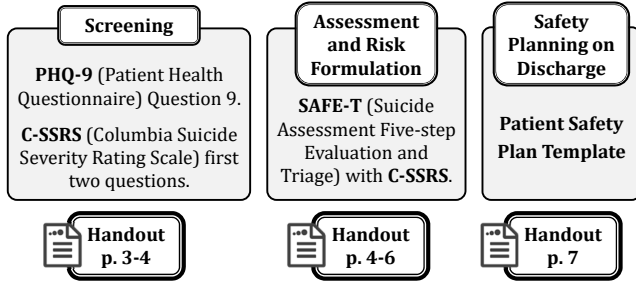 Screening
PHQ-9 (Patient Health
Questionnaire) Question 9.
C-SSRS (Columbia Suicide
Severity Rating Scale) first
two questions.
Handout
p. 3-4
Assessment
and Risk
Formulation
SAFE-T (Suicide
Assessment Five-step
Evaluation and
Triage) with C-SSRS.
Handout
p. 4-6
Safety
Planning on
Discharge
Patient Safety
Plan Template
Handout
p. 7